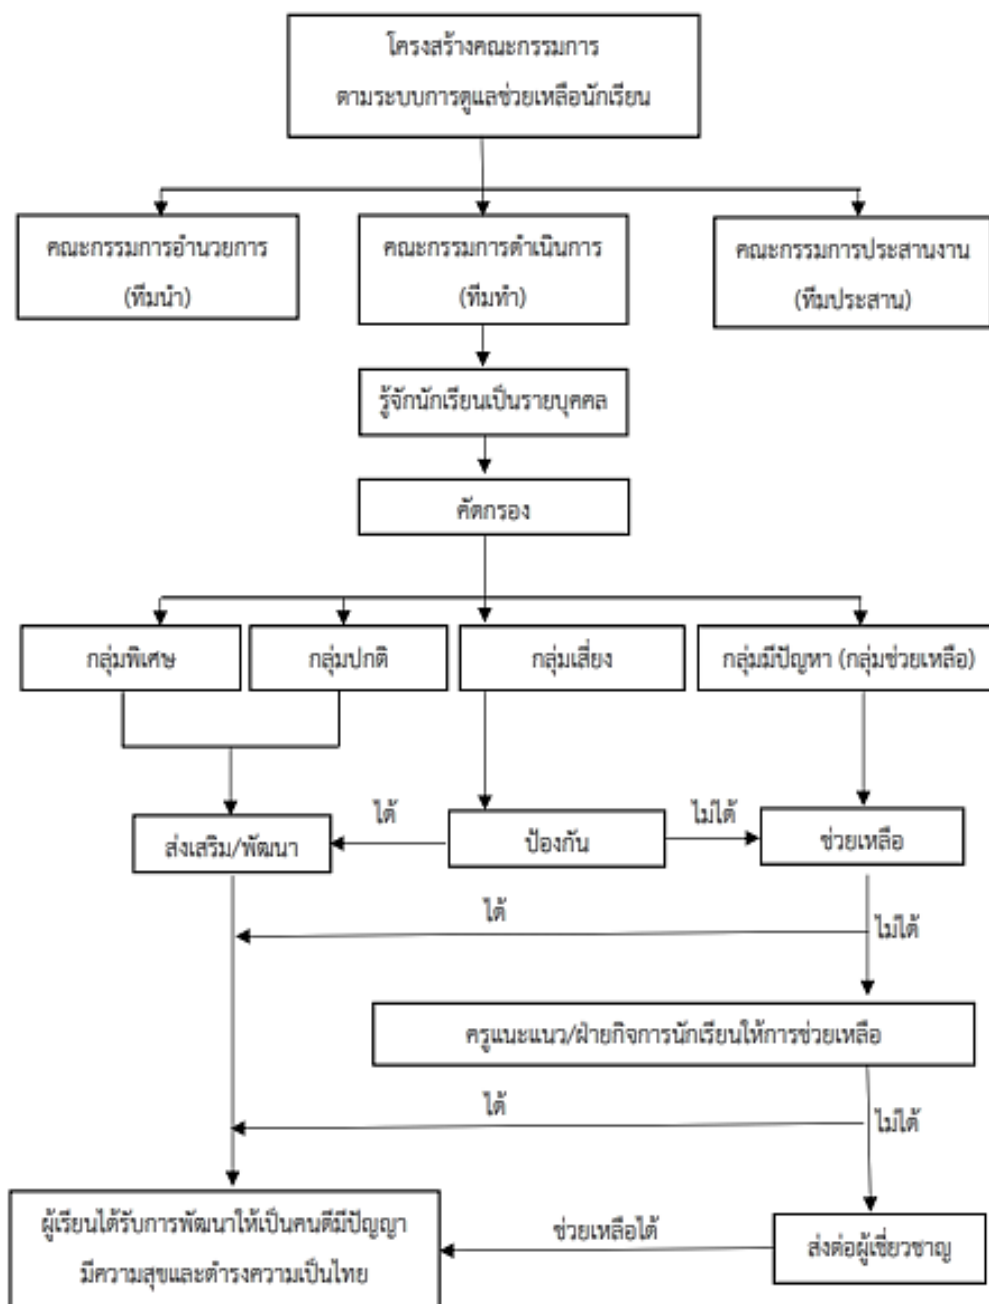 โครงสร้างคณะกรรมการ
ตามระบบการดูแลช่วยเหลือนักเรียน
คณะกรรมการอำนวยการ
(ทีมนำ)
คณะกรรมการดำเนินการ
(ทีมทำ)
คณะกรรมการประสานงาน
(ทีมประสาน)
รู้จักนักเรียนเป็นรายบุคคล
คัดกรอง
กลุ่มพิเศษ
กลุ่มปกติ
กลุ่มเสี่ยง
กลุ่มมีปัญหา (กลุ่มช่วยเหลือ)
ส่งเสริม/พัฒนา
ได้
ป้องกัน
ไม่ได้
ช่วยเหลือ
ได้
ไม่ได้
ครูแนะแนว/ฝ่ายกิจการนักเรียนให้การช่วยเหลือ
ได้
ไม่ได้
ผู้เรียนได้รับการพัฒนาให้เป็นคนดีมีปัญญา
มีความสุขและดำรงความเป็นไทย
ช่วยเหลือได้
ส่งต่อผู้เชี่ยวชาญ